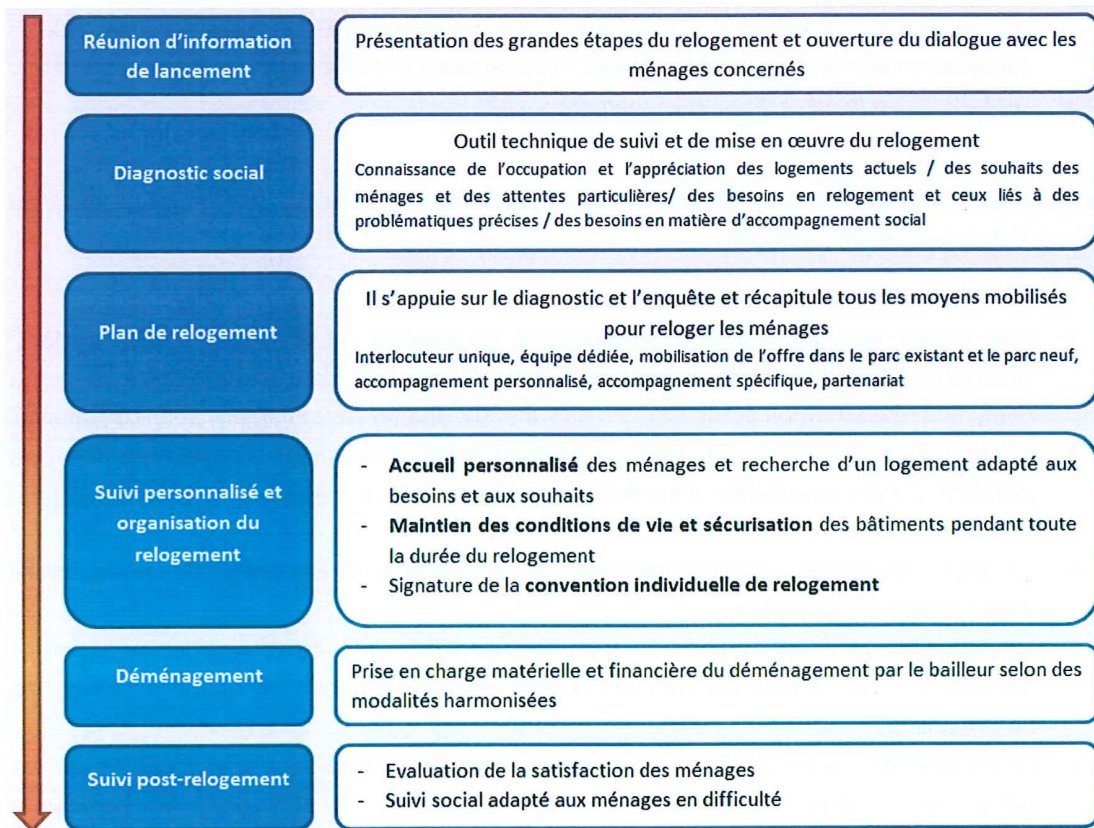 Réunion d'information
de lancement
Présentation des grandes étapes du relogement et ouverture du dialogue avec les
ménages concernés
Diagnostic social
Outil technique de suivi et de mise en œuvre du relogement
Connaissance de l'occupation et l'appréciation des logements actuels / des souhaits des
ménages et des attentes particulières/ des besoins en relogement et ceux liés à des
problématiques précises / des besoins en matière d'accompagnement social
Plan de relogement
Il s'appuie sur le diagnostic et l'enquête et récapitule tous les moyens mobilisés
pour reloger les ménages
Interlocuteur unique, équipe dédiée, mobilisation de l'offre dans le parc existant et le parc neuf,
accompagnement personnalisé, accompagnement spécifique, partenariat
Suivi personnalisé et
organisation du
relogement
- Accueil personnalisé des ménages et recherche d'un logement adapté aux
besoins et aux souhaits
- Maintien des conditions de vie et sécurisation des bâtiments pendant toute
la durée du relogement
- Signature de la convention individuelle de relogement
Déménagement
Prise en charge matérielle et financière du déménagement par le bailleur selon des
modalités harmonisées
Suivi post-relogement
- Evaluation de la satisfaction des ménages
- Suivi social adapté aux ménages en difficulté